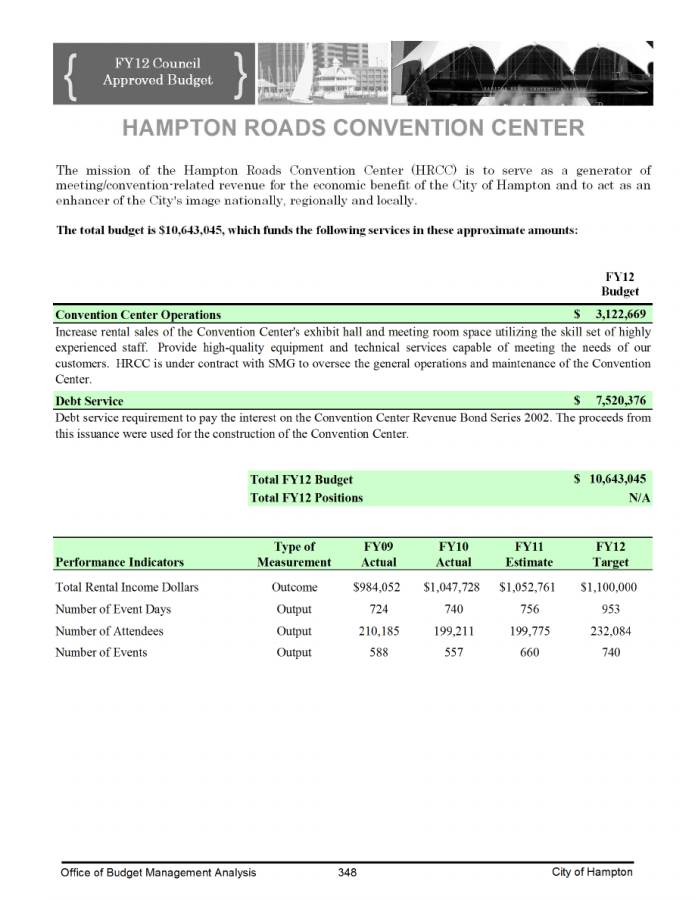 FY12 Council
Approved Budget
HAMPTON ROADS CONVENTION CENTER
The mission of the Hampton Roads Convention Center (HRCC) is to serve as a generator of
meeting/convention-related revenue for the economic benefit of the City of Hampton and to act as an
enhancer of the City's image nationally, regionally and locally.
The total budget is $10,643,045, which funds the following services in these approximate amounts:
FY12
Budget
Convention Center Operations $ 3,122,669
Increase rental sales of the Convention Center's exhibit hall and meeting room space utilizing the skill set of highly
experienced staff. Provide high-quality equipment and technical services capable of meeting the needs of our
customers. HRCC is under contract with SMG to oversee the general operations and maintenance of the Convention
Center.
Debt Service $ 7,520,376
Debt service requirement to pay the interest on the Convention Center Revenue Bond Series 2002. The proceeds from
this issuance were used for the construction of the Convention Center.
Total FY12 Budget $ 10,643,045
Total FY12 Positions N/A
Type of FY09 FY10 FY11 FY12
Performance Indicators Measurement Actual Actual Estimate Target
Total Rental Income Dollars Outcome $984,052 $1,047,728 $1,052,761 $1,100,000
Number of Event Days Output 724 740 756 953
Number of Attendees Output 210,185 199,211 199,775 232,084
Number of Events Output 588 557 660 740
Office of Budget Management Analysis 348 City of Hampton